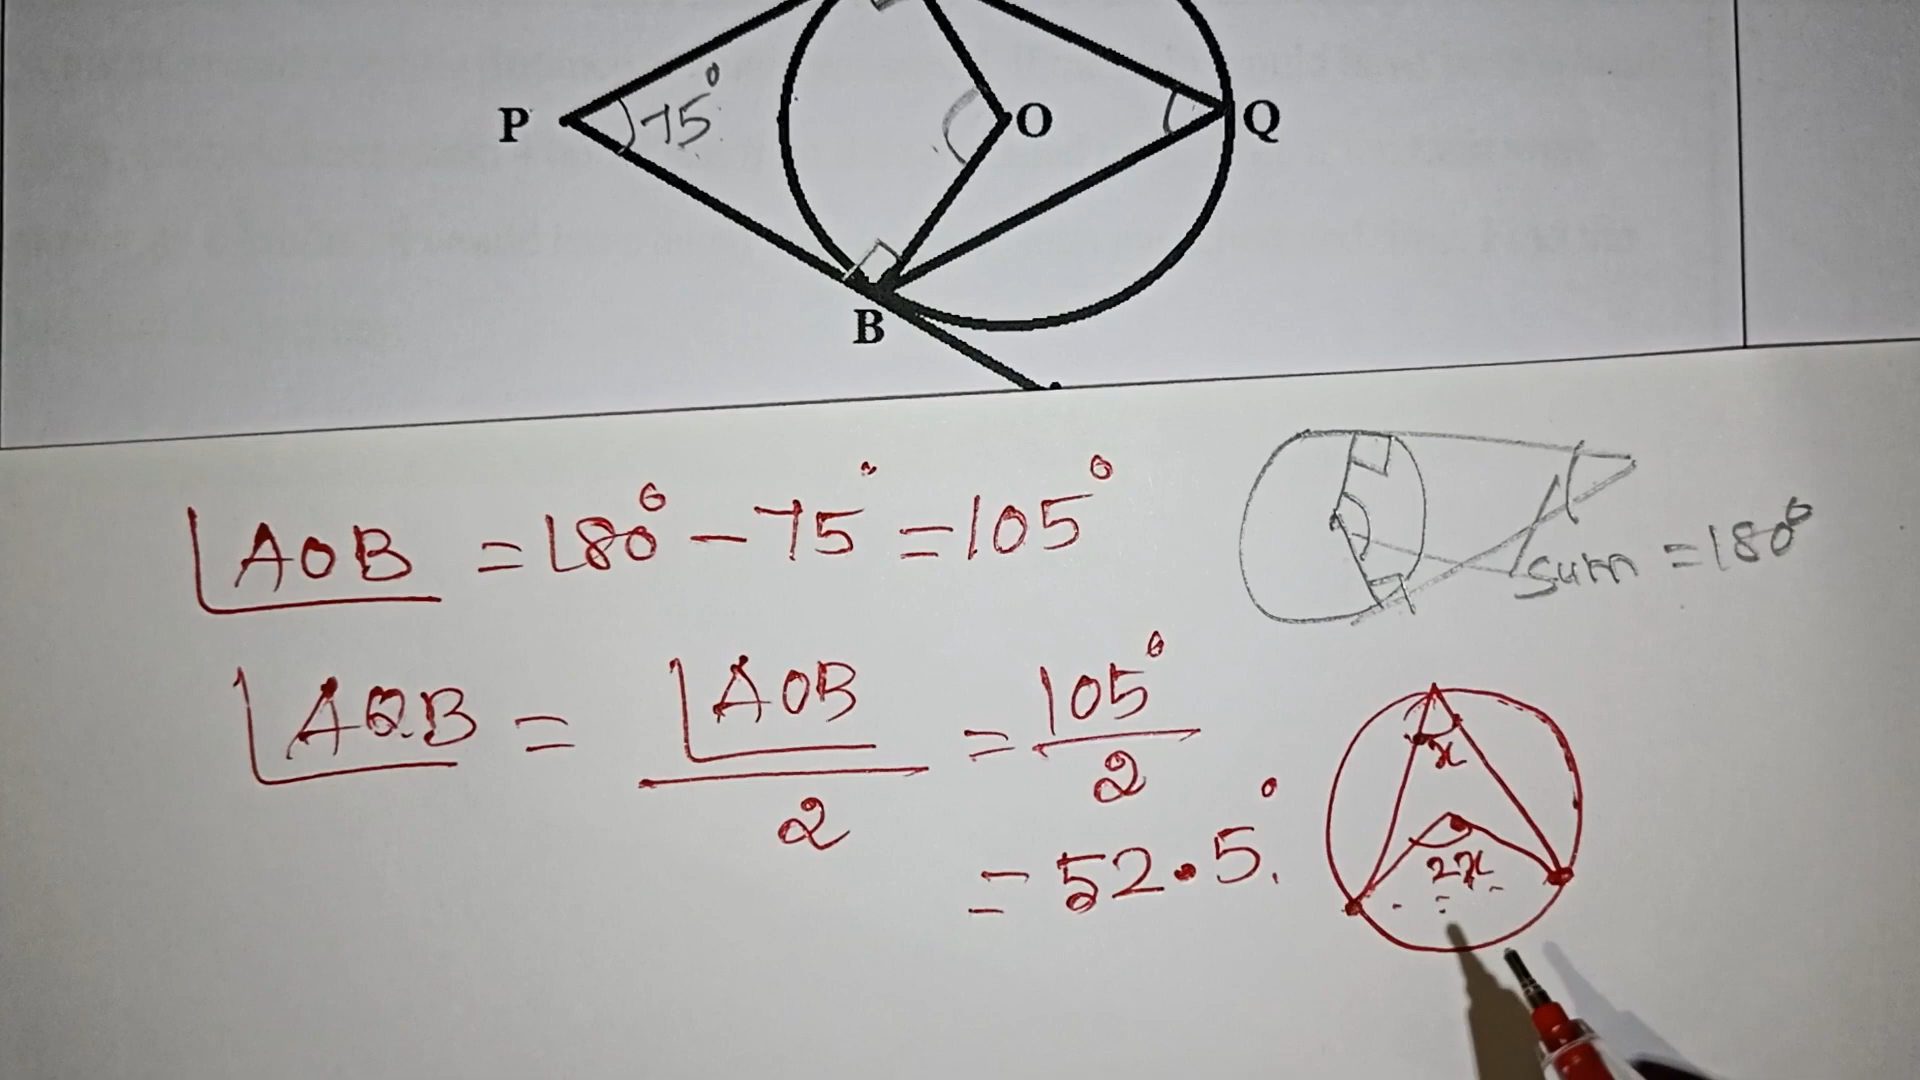 P 75° O Q
B
∠AOB = 180° - 75° = 105°
sum = 180°
∠AQB = ∠AOB / 2 = 105° / 2
= 52.5°.
x
2x